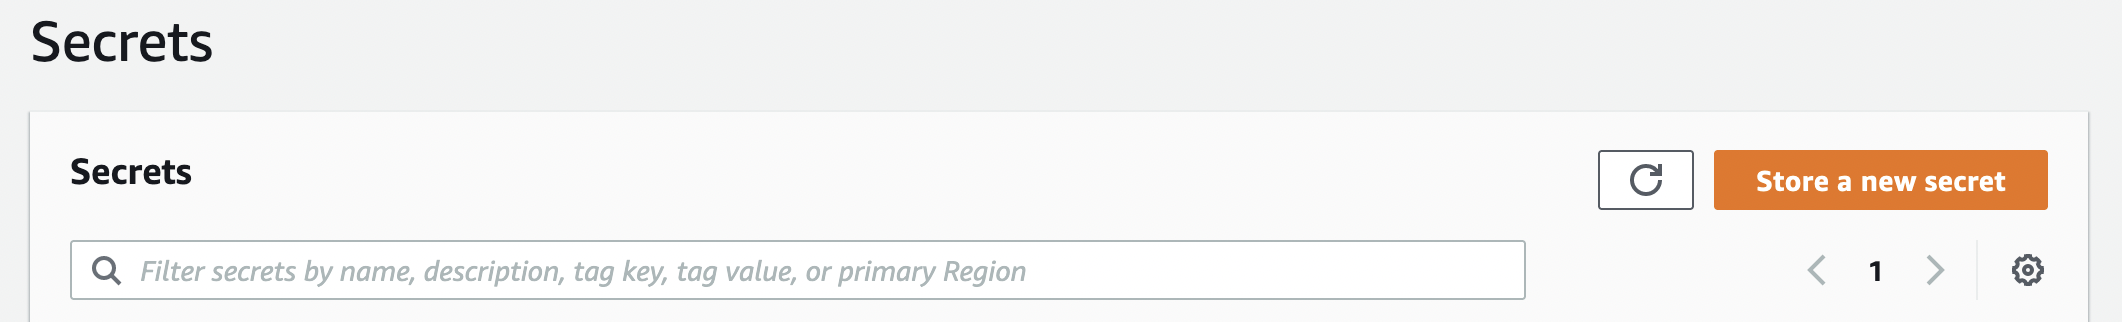 Secrets
Secrets
Store a new secret
Filter secrets by name, description, tag key, tag value, or primary Region
1